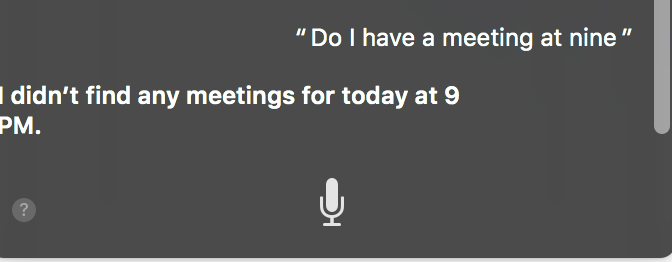 “ Do I have a meeting at nine ”
I didn’t find any meetings for today at 9
PM.
?